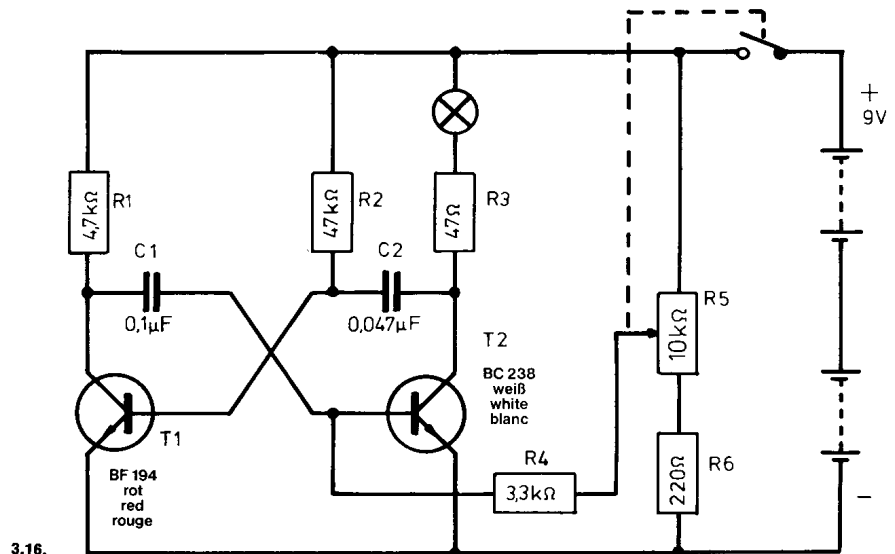 +
9V
R1
4,7kΩ
R2
47kΩ
R3
47Ω
C1
0,1µF
C2
0,047µF
R5
10kΩ
T2
BC 238
weiß
white
blanc
T1
BF 194
rot
red
rouge
R4
3,3kΩ
R6
220Ω
−
3.16.